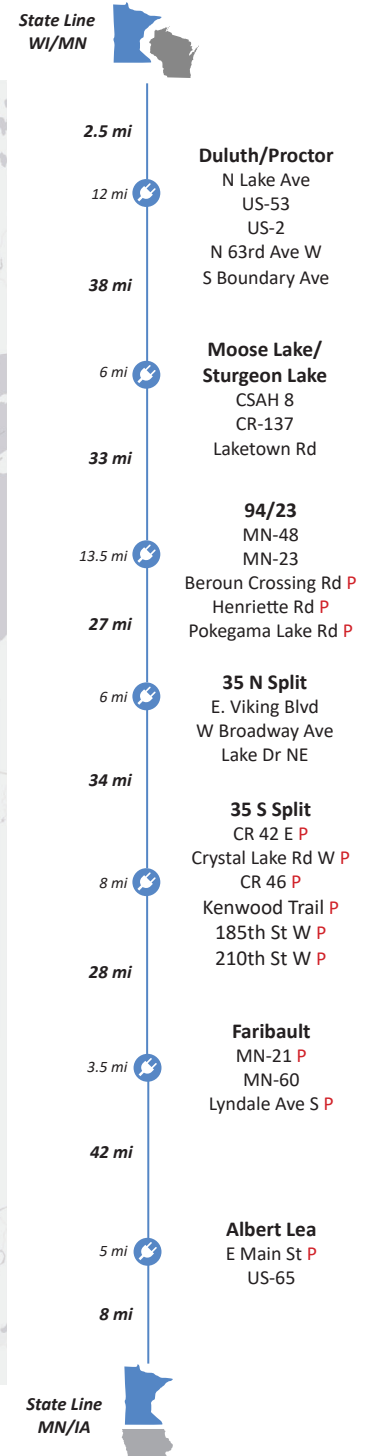 State Line
WI/MN
2.5 mi
Duluth/Proctor
12 mi
N Lake Ave
US-53
US-2
N 63rd Ave W
S Boundary Ave
38 mi
Moose Lake/
Sturgeon Lake
6 mi
CSAH 8
CR-137
Laketown Rd
33 mi
94/23
MN-48
13.5 mi
MN-23
Beroun Crossing Rd P
Henriette Rd P
Pokegama Lake Rd P
27 mi
35 N Split
6 mi
E. Viking Blvd
W Broadway Ave
Lake Dr NE
34 mi
35 S Split
CR 42 E P
Crystal Lake Rd W P
8 mi
CR 46 P
Kenwood Trail P
185th St W P
210th St W P
28 mi
Faribault
MN-21 P
3.5 mi
MN-60
Lyndale Ave S P
42 mi
Albert Lea
5 mi
E Main St P
US-65
8 mi
State Line
MN/IA